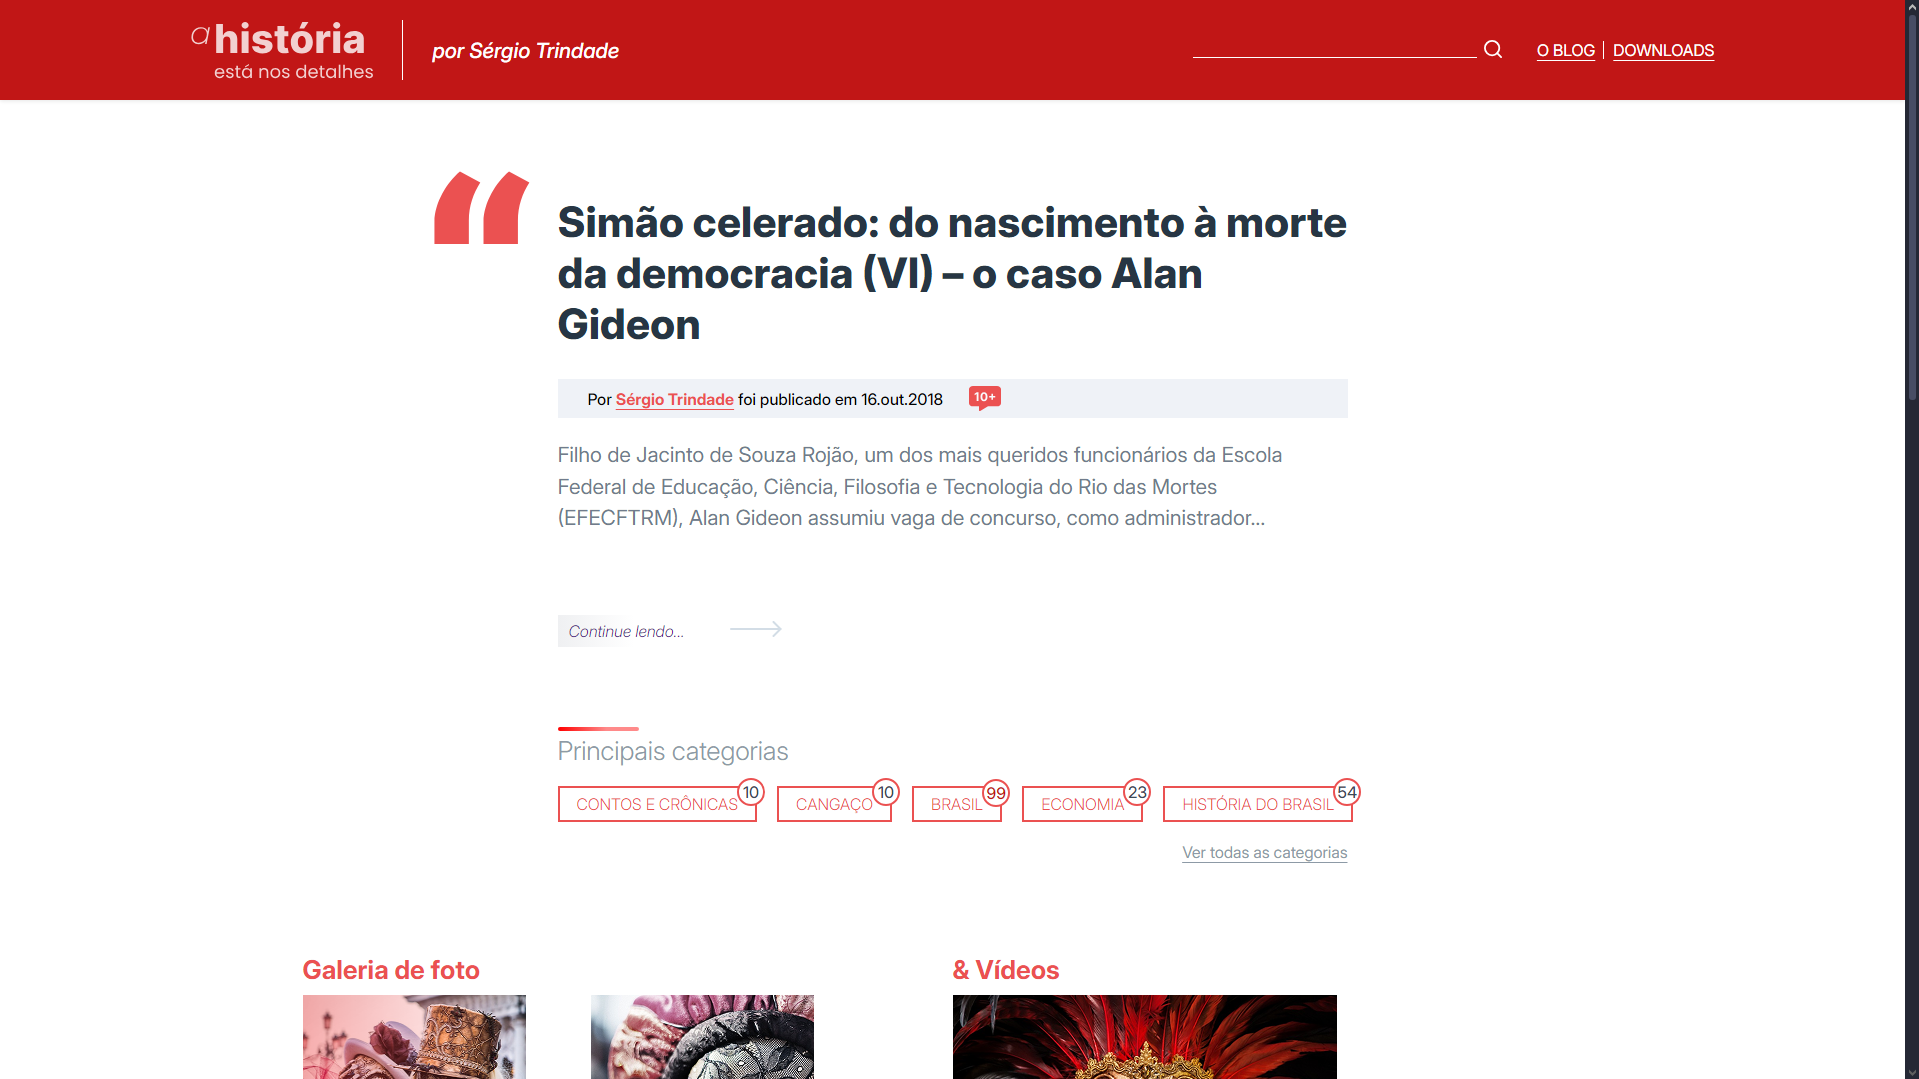 a história
está nos detalhes
por Sérgio Trindade
O BLOG
DOWNLOADS
“
Simão celerado: do nascimento à morte
da democracia (VI) – o caso Alan
Gideon
Por Sérgio Trindade foi publicado em 16.out.2018
10+
Filho de Jacinto de Souza Rojão, um dos mais queridos funcionários da Escola
Federal de Educação, Ciência, Filosofia e Tecnologia do Rio das Mortes
(EFECFTRM), Alan Gideon assumiu vaga de concurso, como administrador...
Continue lendo...
Principais categorias
CONTOS E CRÔNICAS 10
CANGAÇO 10
BRASIL 99
ECONOMIA 23
HISTÓRIA DO BRASIL 54
Ver todas as categorias
Galeria de foto
& Vídeos